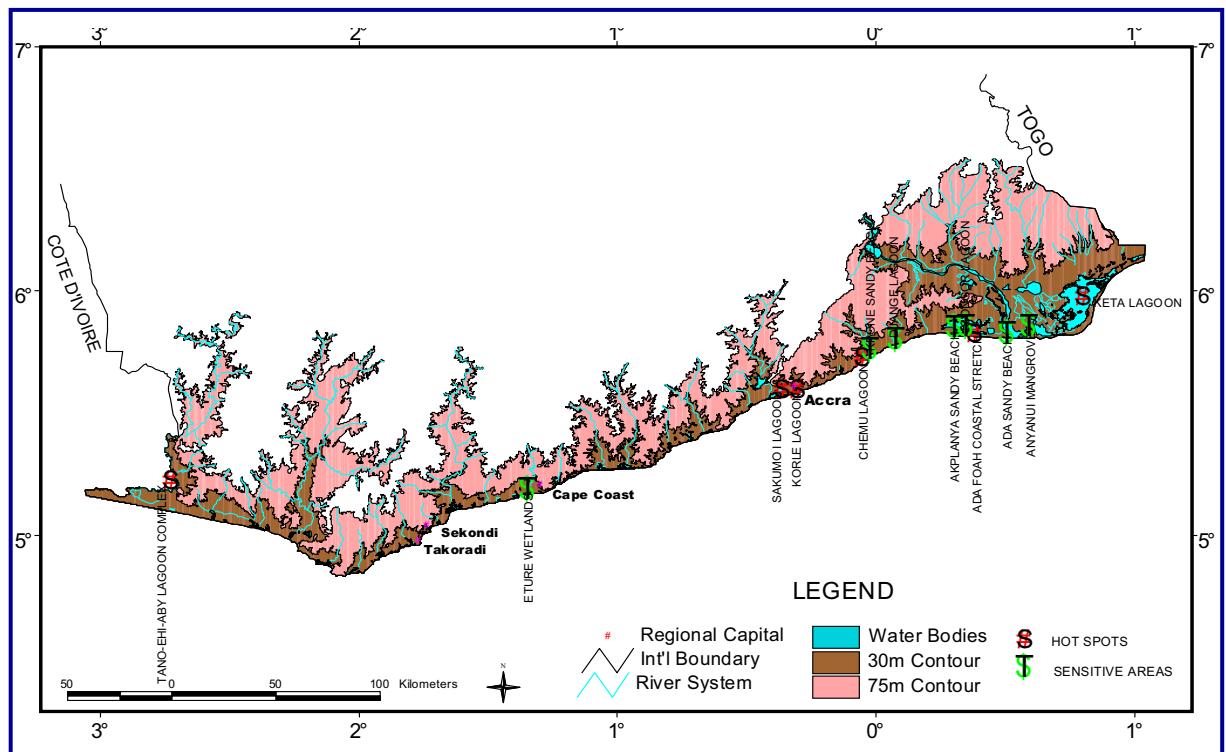 3° 2° 1° 0° 1°
7° 7°
TOGO
COTE D'IVOIRE
6° 6°
KETA LAGOON
Accra
SAKUMO I LAGOON
KORLE LAGOON
CHEMU LAGOON
AKPLANYA SANDY BEACH
ADA FOAH COASTAL STRETCH
ADA SANDY BEACH
ANYANUI MANGROV
TANO-EHI-ABY LAGOON COMPLEX
ETURE WETLANDS
Cape Coast
Sekondi
Takoradi
5° 5°
LEGEND
# Regional Capital
Int'l Boundary
River System
Water Bodies
30m Contour
75m Contour
HOT SPOTS
SENSITIVE AREAS
50 0 50 100 Kilometers
N
3° 2° 1° 0° 1°